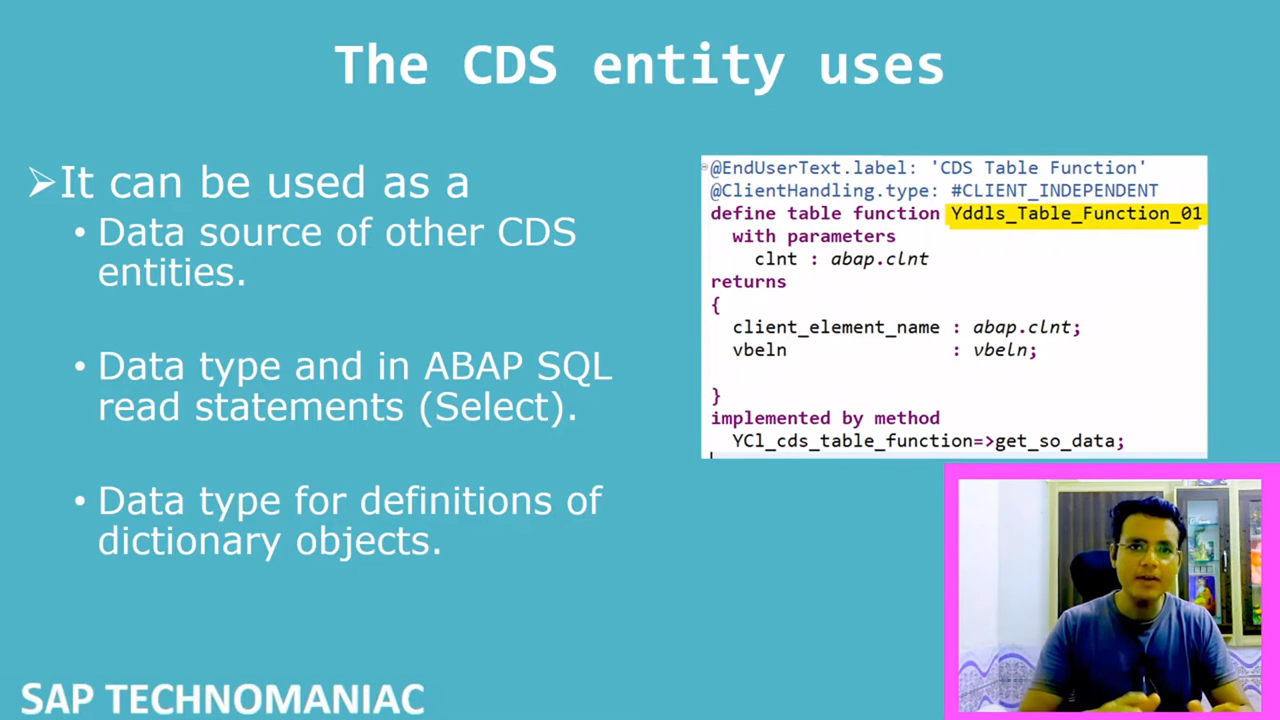 The CDS entity uses
➢It can be used as a
• Data source of other CDS
entities.
• Data type and in ABAP SQL
read statements (Select).
• Data type for definitions of
dictionary objects.
@EndUserText.label: 'CDS Table Function'
@ClientHandling.type: #CLIENT_INDEPENDENT
define table function Yddls_Table_Function_01
with parameters
clnt : abap.clnt
returns
{
client_element_name : abap.clnt;
vbeln : vbeln;
}
implemented by method
YCl_cds_table_function=>get_so_data;
SAP TECHNOMANIAC